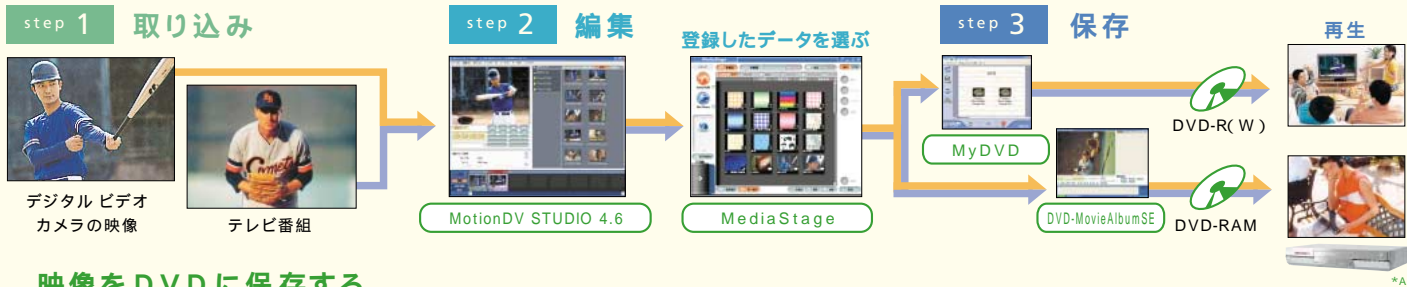 step 1 取り込み
step 2 編集
登録したデータを選ぶ
step 3 保存
再生
デジタル ビデオ
カメラの映像
テレビ番組
MotionDV STUDIO 4.6
MediaStage
MyDVD
DVD-MovieAlbumSE
DVD-R(W)
DVD-RAM
*A
映像をDVDに保存する